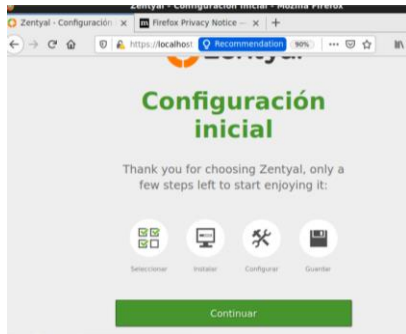 Zentyal - Configuración inicial - Mozilla Firefox
Zentyal - Configuración
Firefox Privacy Notice —
https://localhost
Recommendation
90%
Configuración
inicial
Thank you for choosing Zentyal, only a
few steps left to start enjoying it:
Seleccionar Instalar Configurar Guardar
Continuar